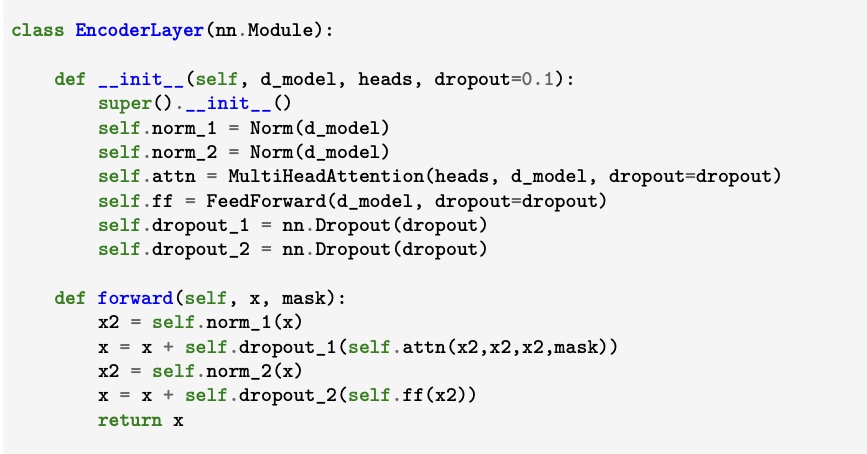 class EncoderLayer(nn.Module):
    def __init__(self, d_model, heads, dropout=0.1):
        super().__init__()
        self.norm_1 = Norm(d_model)
        self.norm_2 = Norm(d_model)
        self.attn = MultiHeadAttention(heads, d_model, dropout=dropout)
        self.ff = FeedForward(d_model, dropout=dropout)
        self.dropout_1 = nn.Dropout(dropout)
        self.dropout_2 = nn.Dropout(dropout)
    def forward(self, x, mask):
        x2 = self.norm_1(x)
        x = x + self.dropout_1(self.attn(x2,x2,x2,mask))
        x2 = self.norm_2(x)
        x = x + self.dropout_2(self.ff(x2))
        return x